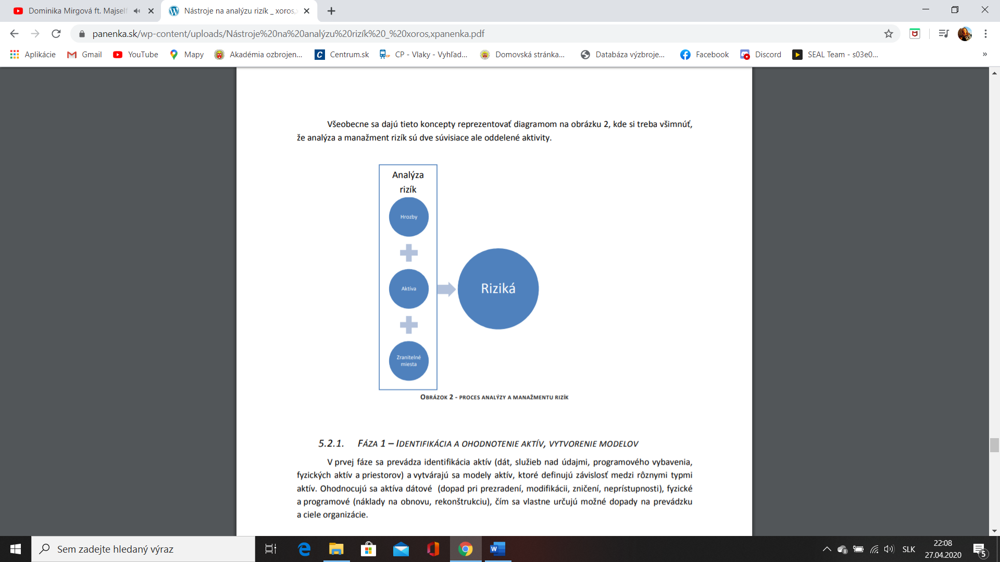 Dominika Mirgová ft. Majself
Nástroje na analýzu rizík _ xoros,x
panenka.sk/wp-content/uploads/Nástroje%20na%20analýzu%20rizík%20_%20xoros,xpanenka.pdf
Aplikácie Gmail YouTube Mapy Akadémia ozbrojen... Centrum.sk CP - Vlaky - Vyhľad... Domovská stránka... Databáza výzbroje... Facebook Discord SEAL Team - s03e0... »
Všeobecne sa dajú tieto koncepty reprezentovať diagramom na obrázku 2, kde si treba všimnúť,
že analýza a manažment rizík sú dve súvisiace ale oddelené aktivity.
Analýza
rizík
Hrozby
Aktíva
Zranitelné
miesta
Riziká
OBRÁZOK 2 - PROCES ANALÝZY A MANAŽMENTU RIZÍK
5.2.1. FÁZA 1 – IDENTIFIKÁCIA A OHODNOTENIE AKTÍV, VYTVORENIE MODELOV
V prvej fáze sa prevádza identifikácia aktív (dát, služieb nad údajmi, programového vybavenia,
fyzických aktív a priestorov) a vytvárajú sa modely aktív, ktoré definujú závislosť medzi rôznymi typmi
aktív. Ohodnocujú sa aktíva dátové (dopad pri prezradení, modifikácii, zničení, neprístupnosti), fyzické
a programové (náklady na obnovu, rekonštrukciu), čím sa vlastne určujú možné dopady na prevádzku
a ciele organizácie.
Sem zadejte hledaný výraz
SLK
22:08
27.04.2020
5